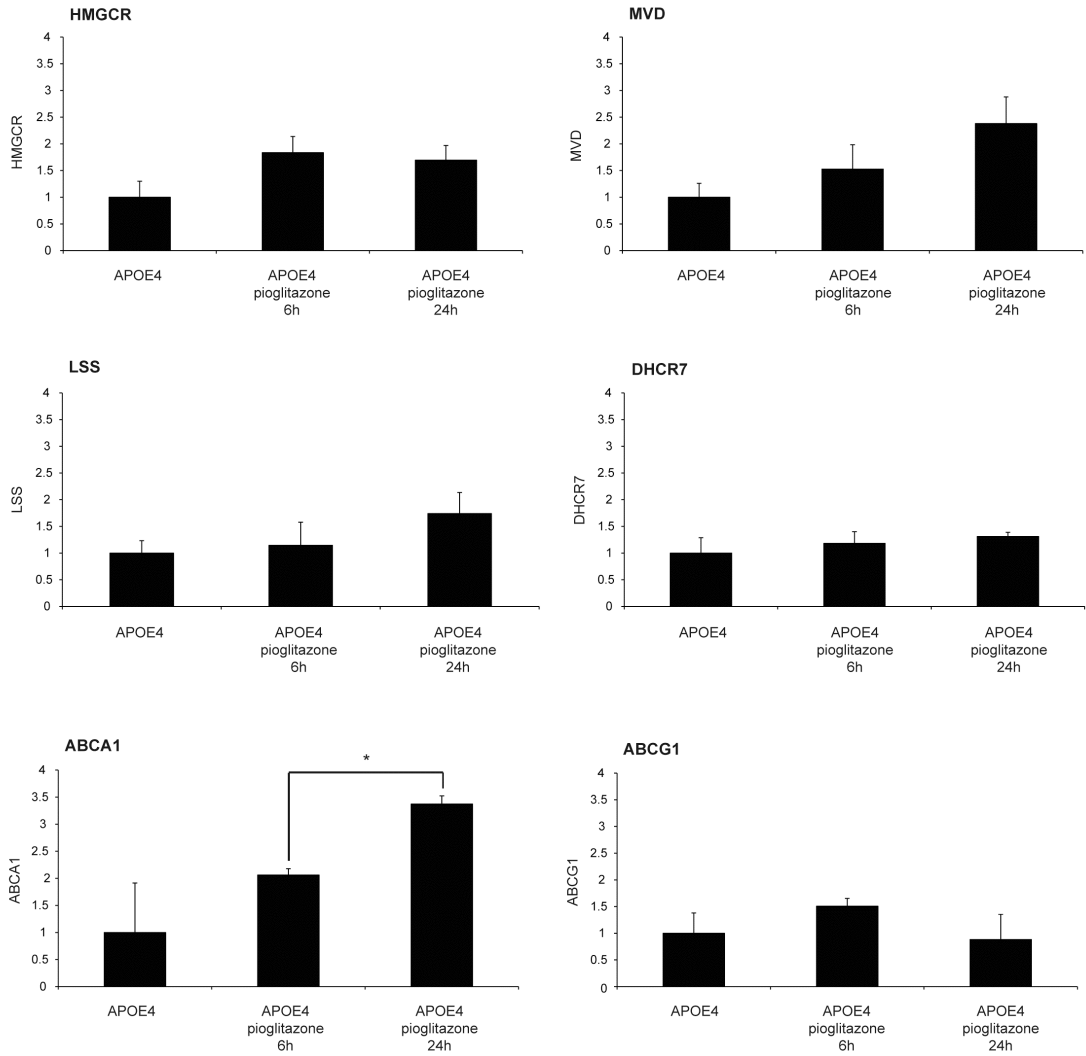 HMGCR
4
3.5
3
2.5
2
1.5
1
0.5
0
HMGCR
APOE4
APOE4
pioglitazone
6h
APOE4
pioglitazone
24h
MVD
4
3.5
3
2.5
2
1.5
1
0.5
0
MVD
APOE4
APOE4
pioglitazone
6h
APOE4
pioglitazone
24h
LSS
4
3.5
3
2.5
2
1.5
1
0.5
0
LSS
APOE4
APOE4
pioglitazone
6h
APOE4
pioglitazone
24h
DHCR7
4
3.5
3
2.5
2
1.5
1
0.5
0
DHCR7
APOE4
APOE4
pioglitazone
6h
APOE4
pioglitazone
24h
ABCA1
4
3.5
3
2.5
2
1.5
1
0.5
0
ABCA1
*
APOE4
APOE4
pioglitazone
6h
APOE4
pioglitazone
24h
ABCG1
4
3.5
3
2.5
2
1.5
1
0.5
0
ABCG1
APOE4
APOE4
pioglitazone
6h
APOE4
pioglitazone
24h